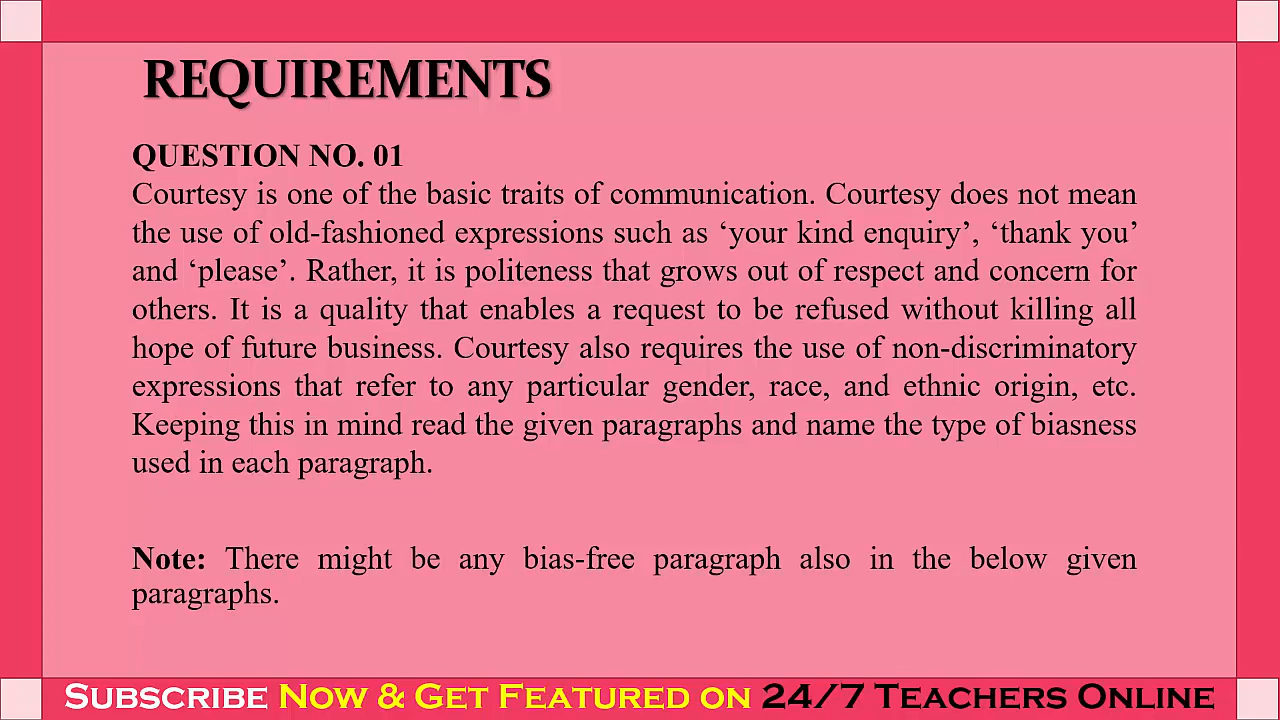 REQUIREMENTS
QUESTION NO. 01
Courtesy is one of the basic traits of communication. Courtesy does not mean
the use of old-fashioned expressions such as ‘your kind enquiry’, ‘thank you’
and ‘please’. Rather, it is politeness that grows out of respect and concern for
others. It is a quality that enables a request to be refused without killing all
hope of future business. Courtesy also requires the use of non-discriminatory
expressions that refer to any particular gender, race, and ethnic origin, etc.
Keeping this in mind read the given paragraphs and name the type of biasness
used in each paragraph.
Note: There might be any bias-free paragraph also in the below given
paragraphs.
SUBSCRIBE NOW & GET FEATURED ON 24/7 TEACHERS ONLINE